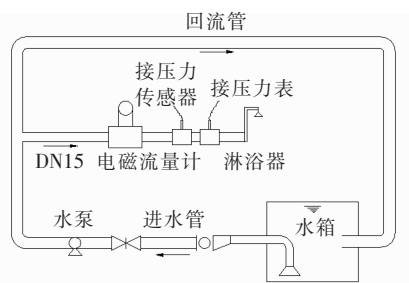 回流管
接压力
传感器
接压力表
DN15
电磁流量计
淋浴器
水泵
进水管
水箱